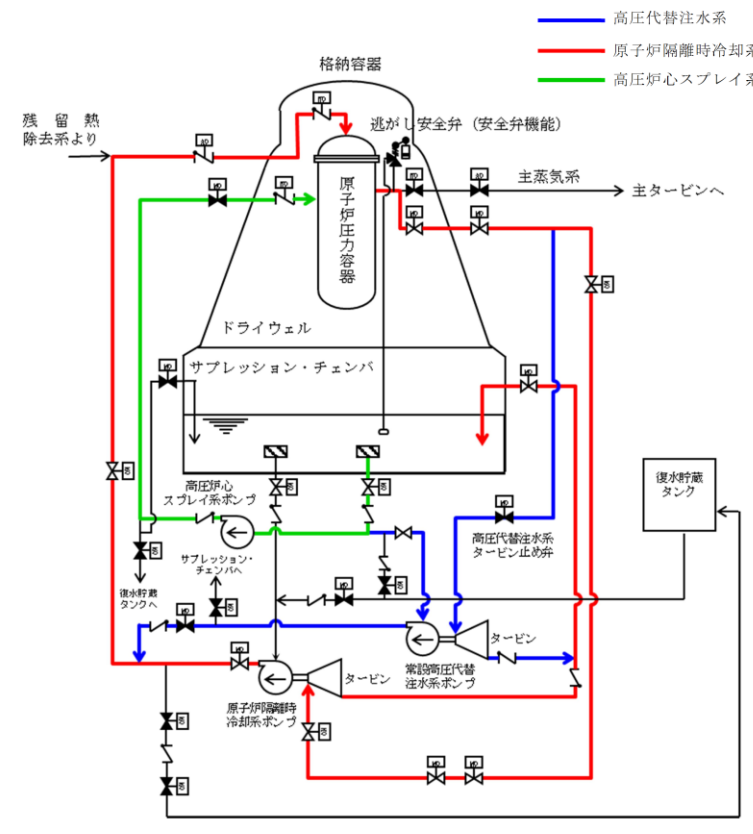 高圧代替注水系
原子炉隔離時冷却系
高圧炉心スプレイ系
格納容器
残留熱
除去系より
逃がし安全弁（安全弁機能）
主蒸気系
主タービンへ
原子炉圧力容器
ドライウェル
サプレッション・チェンバ
高圧炉心
スプレイ系ポンプ
復水貯蔵
タンク
高圧代替注水系
タービン止め弁
サプレッション・
チェンバへ
復水貯蔵
タンクへ
タービン
常設高圧代替
注水系ポンプ
タービン
原子炉隔離時
冷却系ポンプ